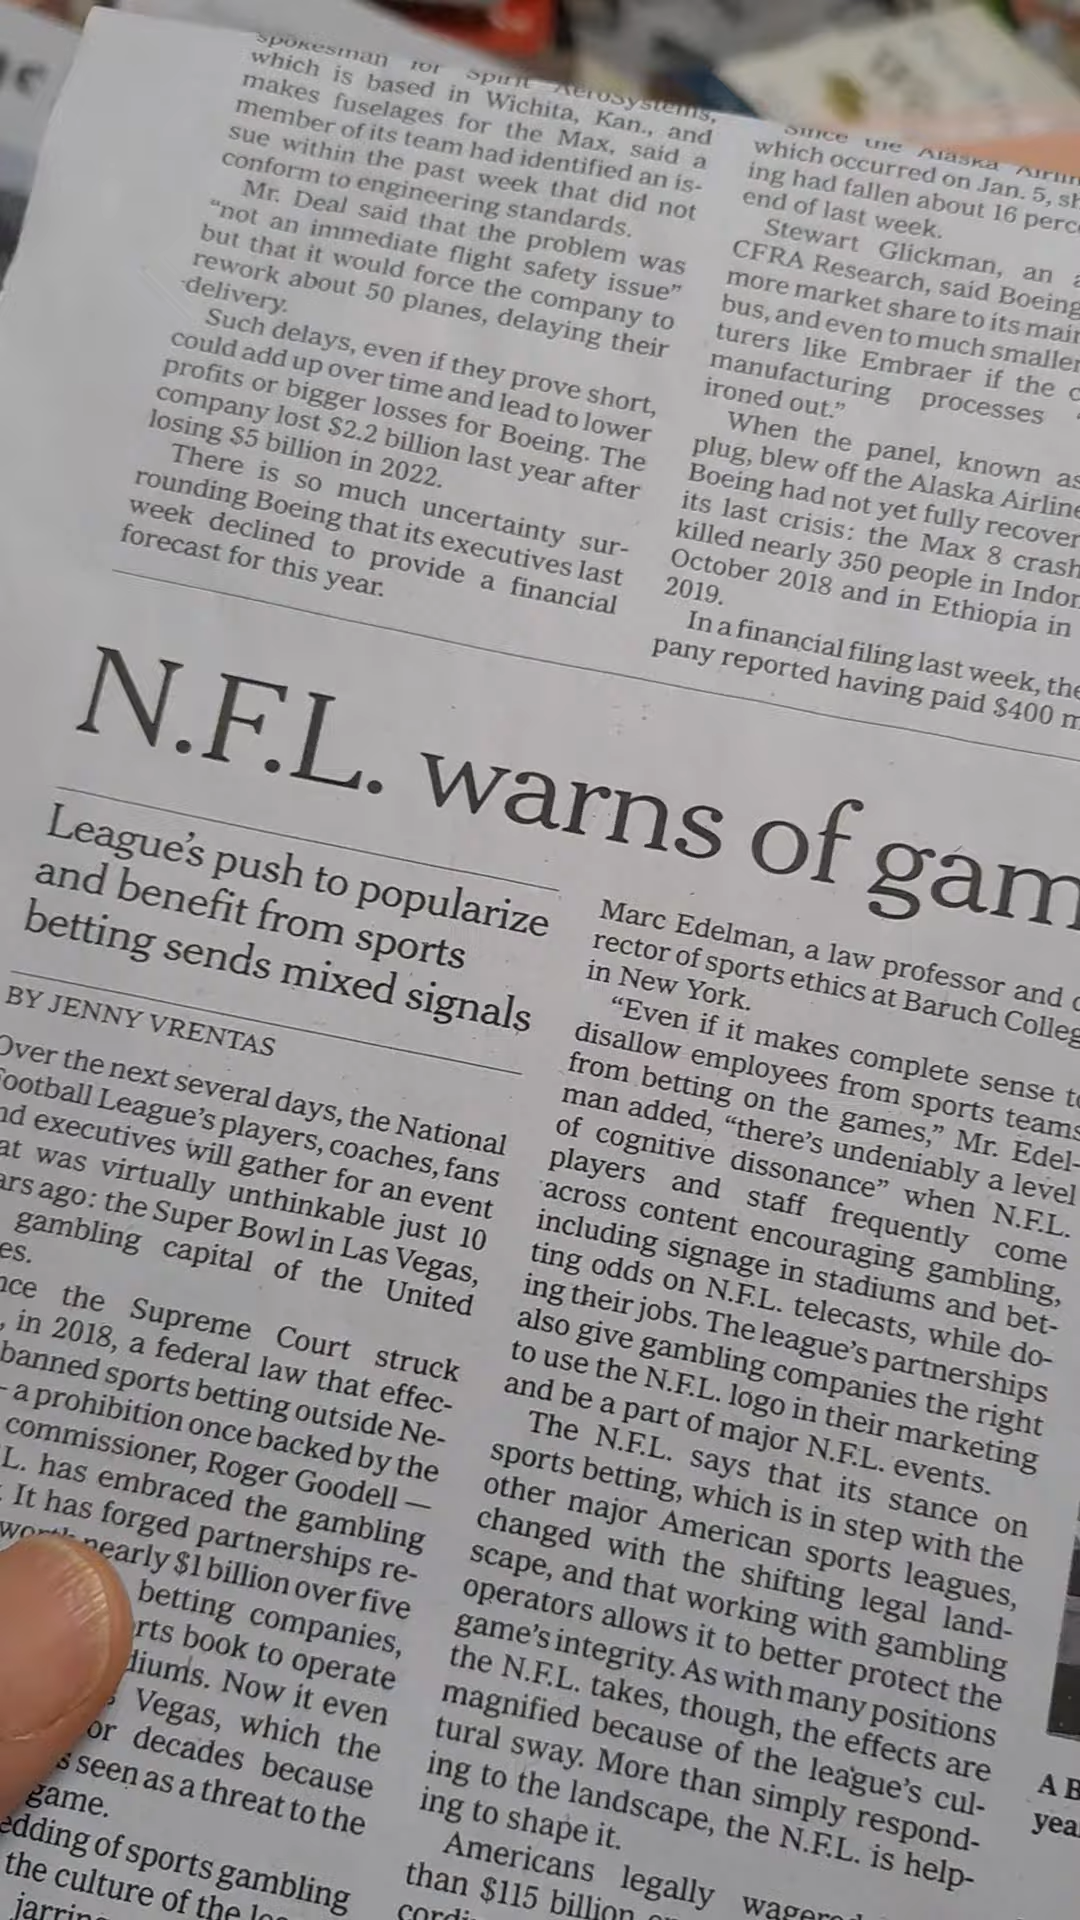 spokesman for Spirit AeroSystems,
which is based in Wichita, Kan., and
makes fuselages for the Max, said a
member of its team had identified an is-
sue within the past week that did not
conform to engineering standards.
Mr. Deal said that the problem was
“not an immediate flight safety issue”
but that it would force the company to
rework about 50 planes, delaying their
delivery.
Such delays, even if they prove short,
could add up over time and lead to lower
profits or bigger losses for Boeing. The
company lost $2.2 billion last year after
losing $5 billion in 2022.
There is so much uncertainty sur-
rounding Boeing that its executives last
week declined to provide a financial
forecast for this year.
Since the Alaska
which occurred on Jan. 5, sh
ing had fallen about 16 perc
end of last week.
Stewart Glickman, an a
CFRA Research, said Boeing
more market share to its mai
bus, and even to much smaller
turers like Embraer if the c
manufacturing processes
ironed out.”
When the panel, known as
plug, blew off the Alaska Airline
Boeing had not yet fully recover
its last crisis: the Max 8 crash
killed nearly 350 people in Indon
October 2018 and in Ethiopia in
2019.
In a financial filing last week, the
pany reported having paid $400 m
N.F.L. warns of gam
League’s push to popularize
and benefit from sports
betting sends mixed signals
BY JENNY VRENTAS
Over the next several days, the National
Football League’s players, coaches, fans
nd executives will gather for an event
at was virtually unthinkable just 10
ars ago: the Super Bowl in Las Vegas,
gambling capital of the United
es.
nce the Supreme Court struck
, in 2018, a federal law that effec-
banned sports betting outside Ne-
- a prohibition once backed by the
commissioner, Roger Goodell —
L. has embraced the gambling
. It has forged partnerships re-
worth nearly $1 billion over five
betting companies,
rts book to operate
diums. Now it even
Vegas, which the
or decades because
s seen as a threat to the
game.
edding of sports gambling
the culture of the
jarring
Marc Edelman, a law professor and d
rector of sports ethics at Baruch Colleg
in New York.
“Even if it makes complete sense to
disallow employees from sports teams
from betting on the games,” Mr. Edel-
man added, “there’s undeniably a level
of cognitive dissonance” when N.F.L.
players and staff frequently come
across content encouraging gambling,
including signage in stadiums and bet-
ting odds on N.F.L. telecasts, while do-
ing their jobs. The league’s partnerships
also give gambling companies the right
to use the N.F.L. logo in their marketing
and be a part of major N.F.L. events.
The N.F.L. says that its stance on
sports betting, which is in step with the
other major American sports leagues,
changed with the shifting legal land-
scape, and that working with gambling
operators allows it to better protect the
game’s integrity. As with many positions
the N.F.L. takes, though, the effects are
magnified because of the league’s cul-
tural sway. More than simply respond-
ing to the landscape, the N.F.L. is help-
ing to shape it.
Americans legally wagered
than $115 billion
A B
yea